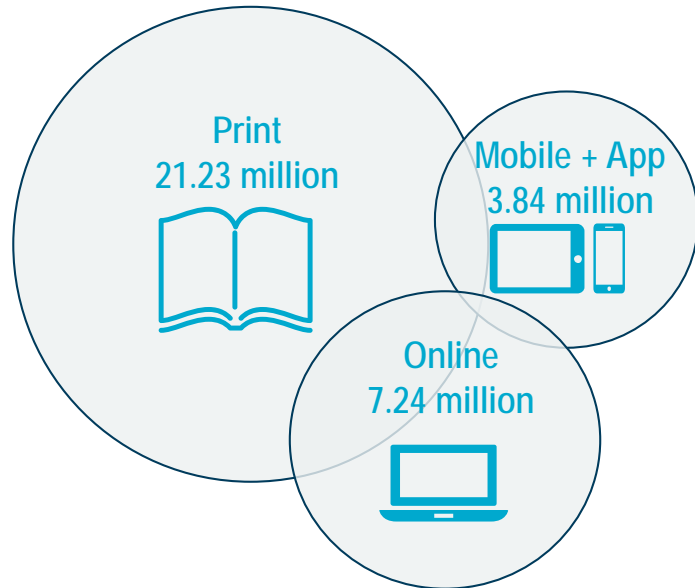 Print
21.23 million
Mobile + App
3.84 million
Online
7.24 million